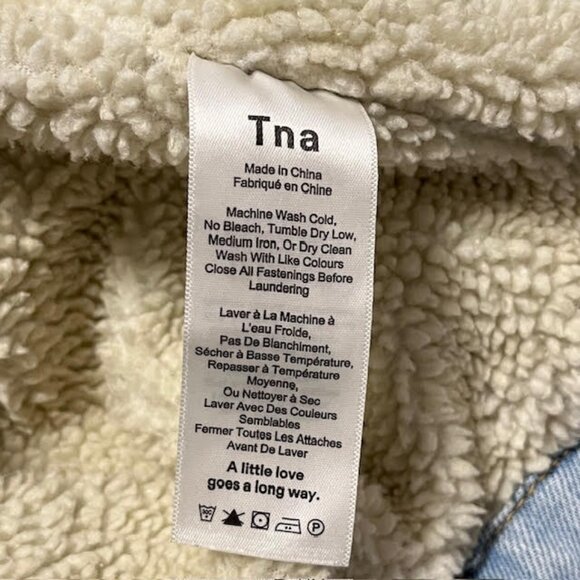 Tna
Made in China
Fabriqué en Chine
Machine Wash Cold,
No Bleach, Tumble Dry Low,
Medium Iron, Or Dry Clean
Wash With Like Colours
Close All Fastenings Before
Laundering
Laver à La Machine à
L'eau Froide,
Pas De Blanchiment,
Sécher à Basse Température,
Repasser à Température
Moyenne,
Ou Nettoyer à Sec
Laver Avec Des Couleurs
Semblables
Fermer Toutes Les Attaches
Avant De Laver
A little love
goes a long way.
P